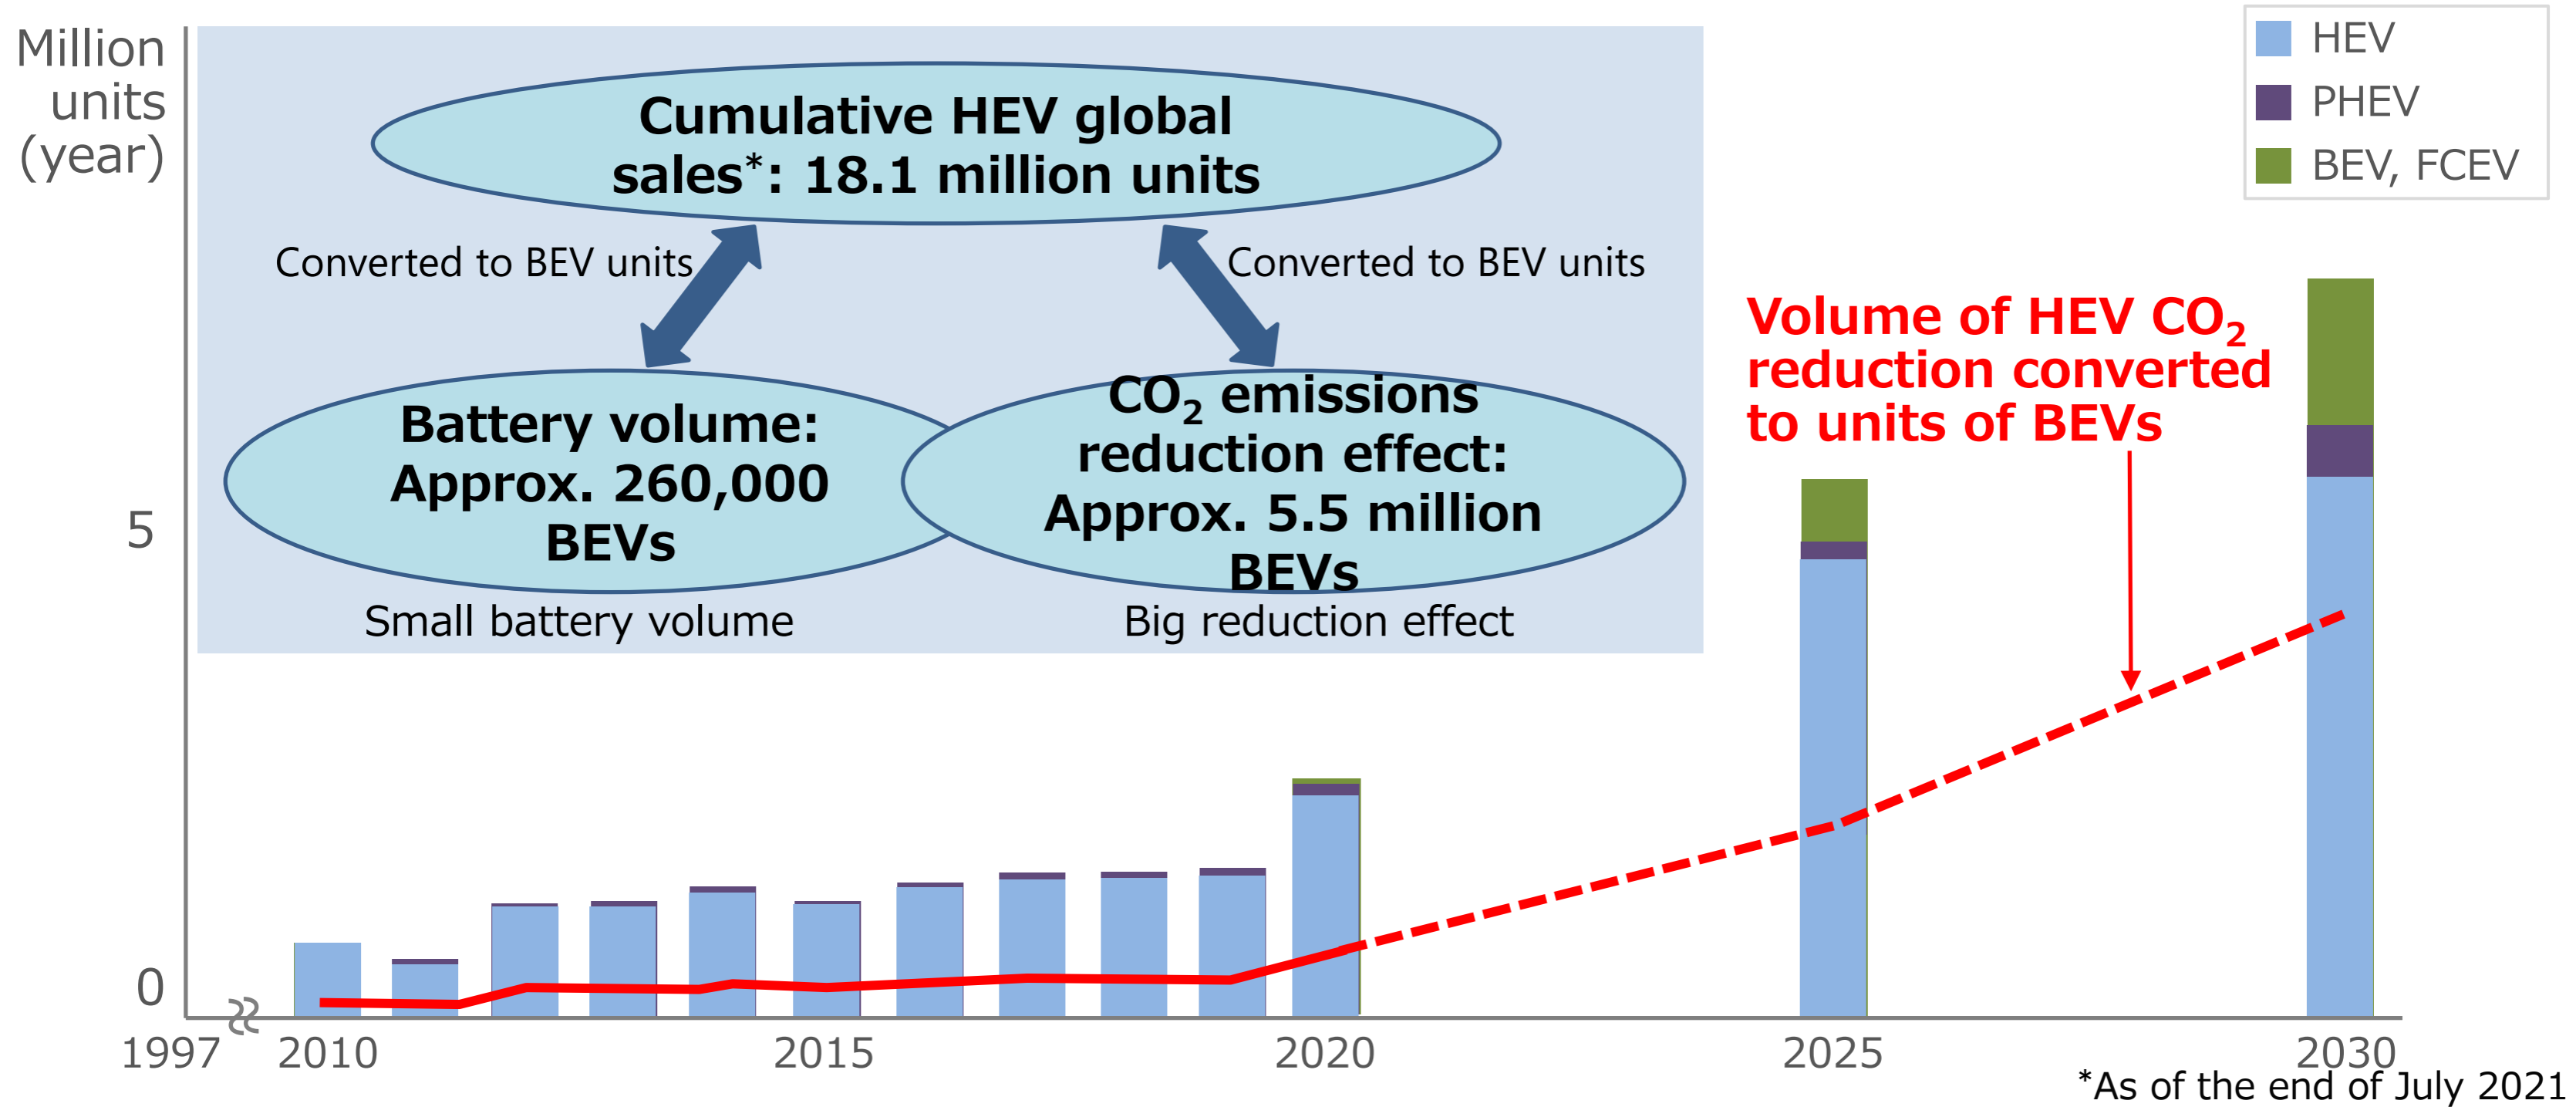 Million
units
(year)
5
0
Cumulative HEV global
sales*: 18.1 million units
Converted to BEV units
Converted to BEV units
Battery volume:
Approx. 260,000
BEVs
Small battery volume
CO₂ emissions
reduction effect:
Approx. 5.5 million
BEVs
Big reduction effect
Volume of HEV CO₂
reduction converted
to units of BEVs
HEV
PHEV
BEV, FCEV
1997
2010
2015
2020
2025
2030
*As of the end of July 2021